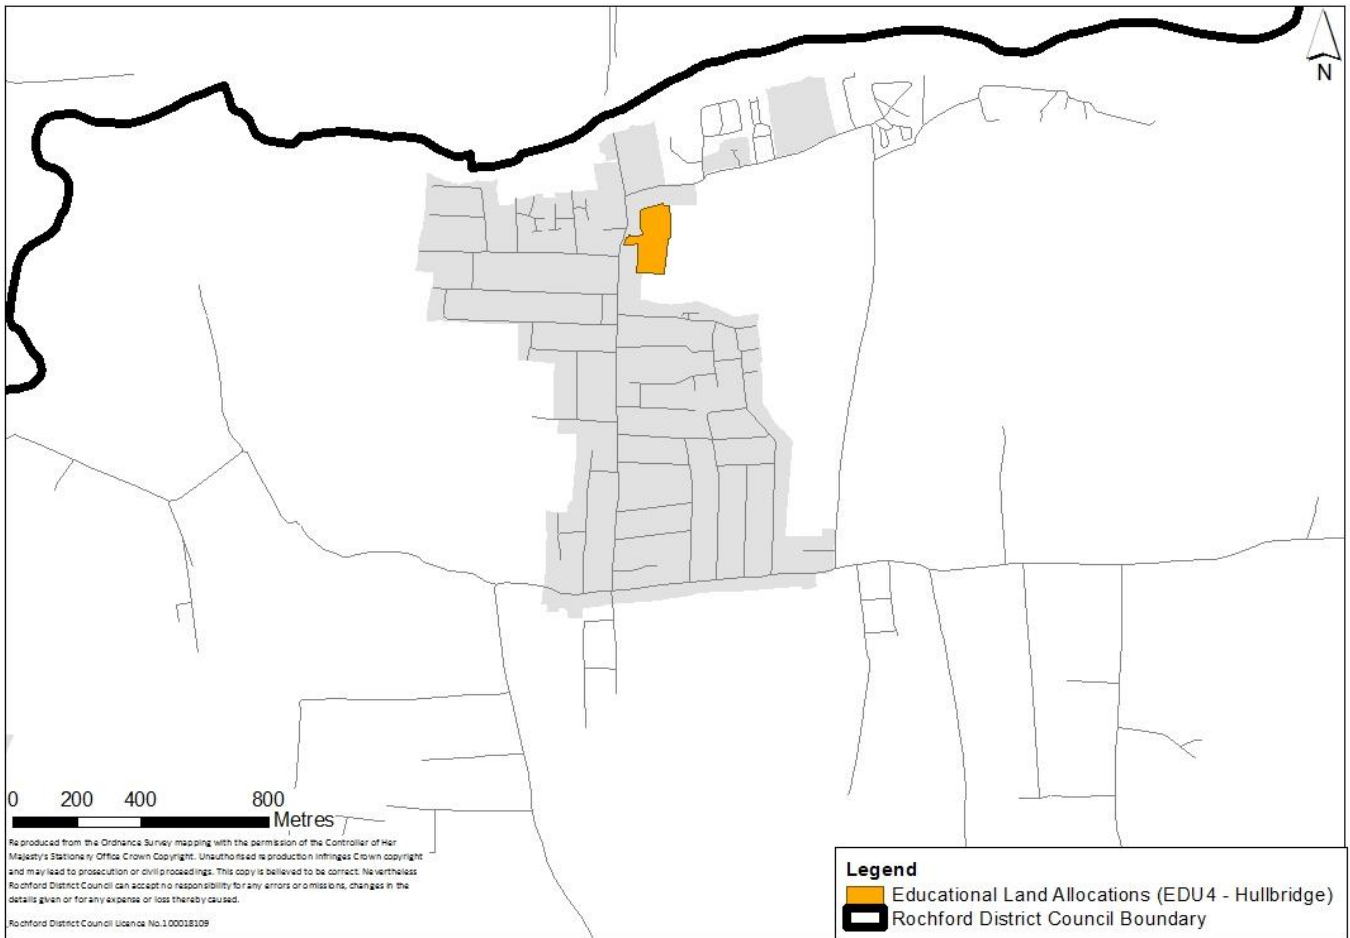 N
0 200 400 800
Metres
Reproduced from the Ordnance Survey mapping with the permission of the Controller of Her
Majesty's Stationery Office Crown Copyright. Unauthorised reproduction infringes Crown copyright
and may lead to prosecution or civil proceedings. This copy is believed to be correct. Nevertheless
Rochford District Council can accept no responsibility for any errors or omissions, changes in the
details given or for any expense or loss thereby caused.
Rochford District Council Licence No.100018109
Legend
Educational Land Allocations (EDU4 - Hullbridge)
Rochford District Council Boundary